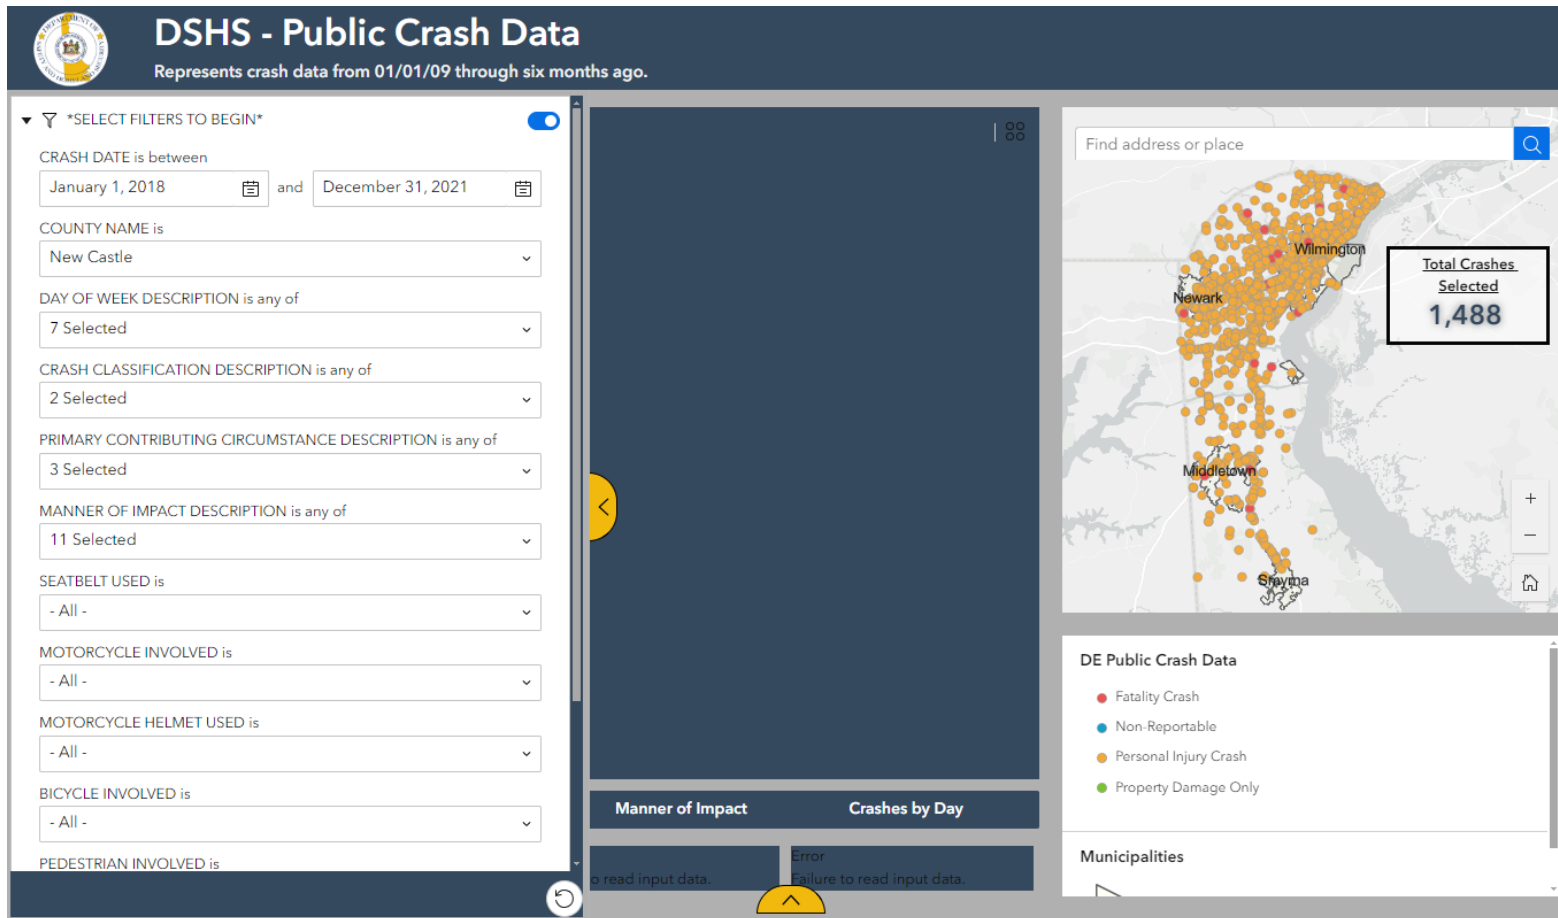 DSHS - Public Crash Data
Represents crash data from 01/01/09 through six months ago.
*SELECT FILTERS TO BEGIN*
CRASH DATE is between
January 1, 2018 and December 31, 2021
COUNTY NAME is
New Castle
DAY OF WEEK DESCRIPTION is any of
7 Selected
CRASH CLASSIFICATION DESCRIPTION is any of
2 Selected
PRIMARY CONTRIBUTING CIRCUMSTANCE DESCRIPTION is any of
3 Selected
MANNER OF IMPACT DESCRIPTION is any of
11 Selected
SEATBELT USED is
- All -
MOTORCYCLE INVOLVED is
- All -
MOTORCYCLE HELMET USED is
- All -
BICYCLE INVOLVED is
- All -
PEDESTRIAN INVOLVED is
Manner of Impact
Crashes by Day
o read input data.
Error
Failure to read input data.
Find address or place
Wilmington
Newark
Middletown
Smyrna
Total Crashes
Selected
1,488
DE Public Crash Data
Fatality Crash
Non-Reportable
Personal Injury Crash
Property Damage Only
Municipalities